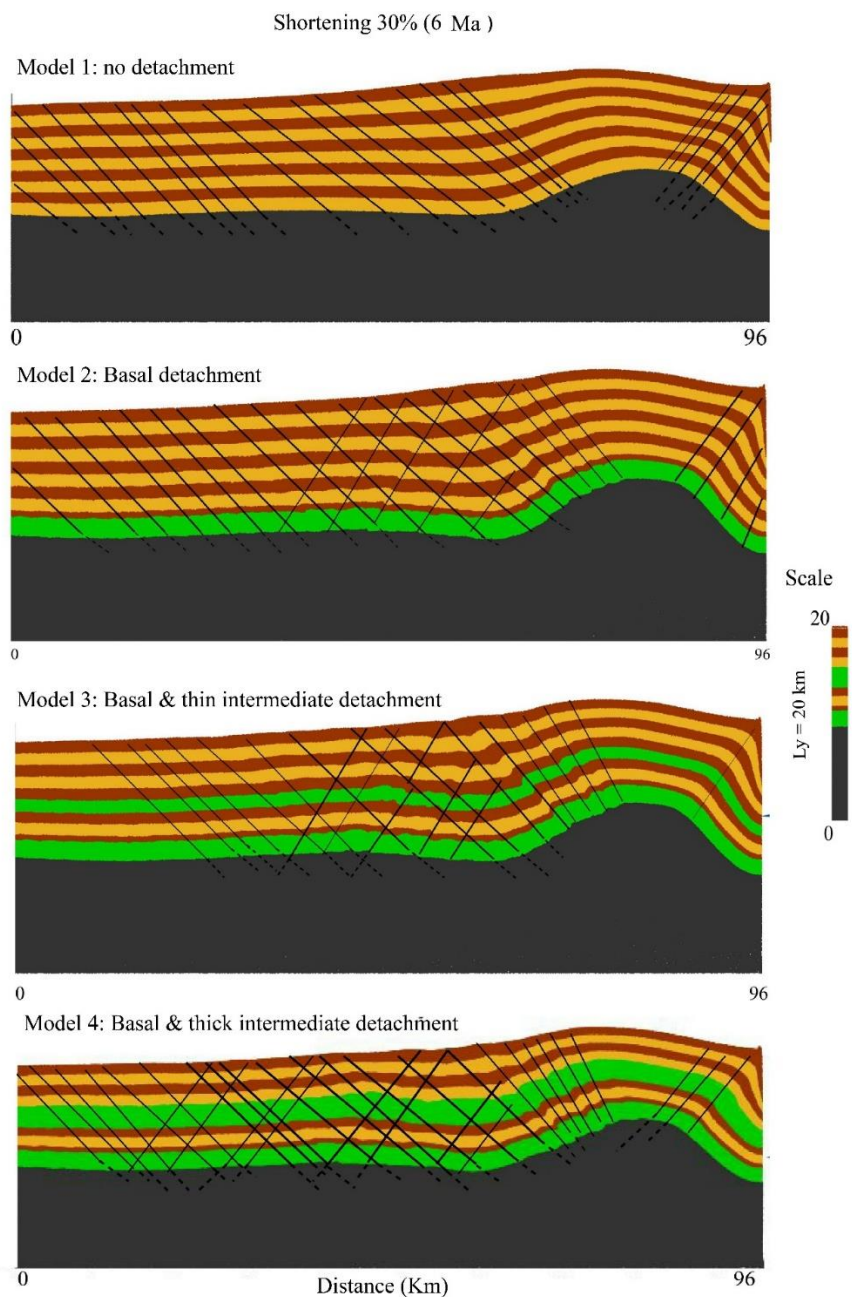 Shortening 30% (6 Ma )
Model 1: no detachment
0 96
Model 2: Basal detachment
0 96
Scale
20
Ly = 20 km
0
Model 3: Basal & thin intermediate detachment
0 96
Model 4: Basal & thick intermediate detachment
0 96
Distance (Km)